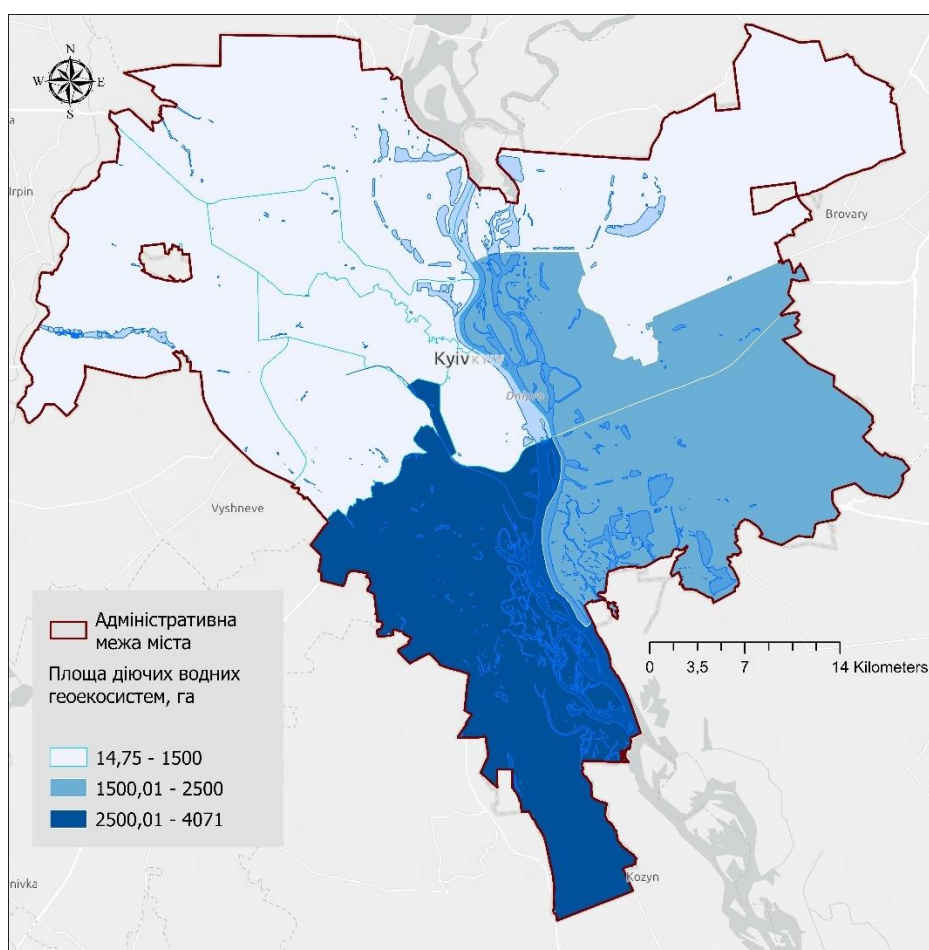 N
W E
S
a
Irpin
Brovary
Kyiv
Dnipro
Vyshneve
Адміністративна
межа міста
Площа діючих водних
геоекосистем, га
14,75 - 1500
1500,01 - 2500
2500,01 - 4071
0 3,5 7 14 Kilometers
nivka
Kozyn